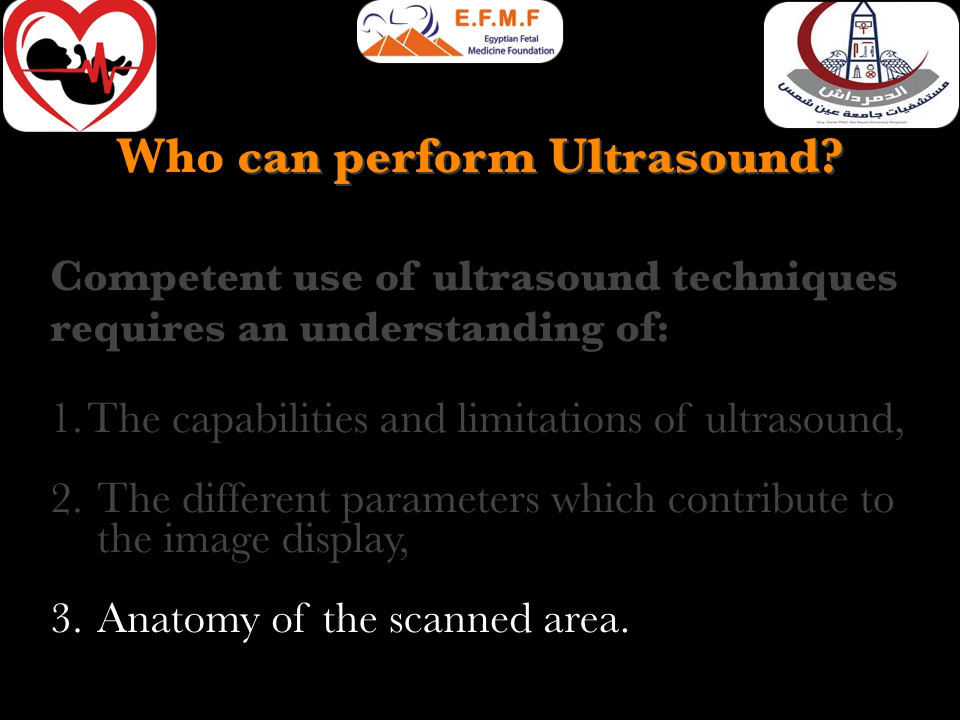 E.F.M.F
Egyptian Fetal
Medicine Foundation
الدمرداش
مستشفيات جامعة عين شمس
Who can perform Ultrasound?
Competent use of ultrasound techniques
requires an understanding of:
1. The capabilities and limitations of ultrasound,
2. The different parameters which contribute to
the image display,
3. Anatomy of the scanned area.